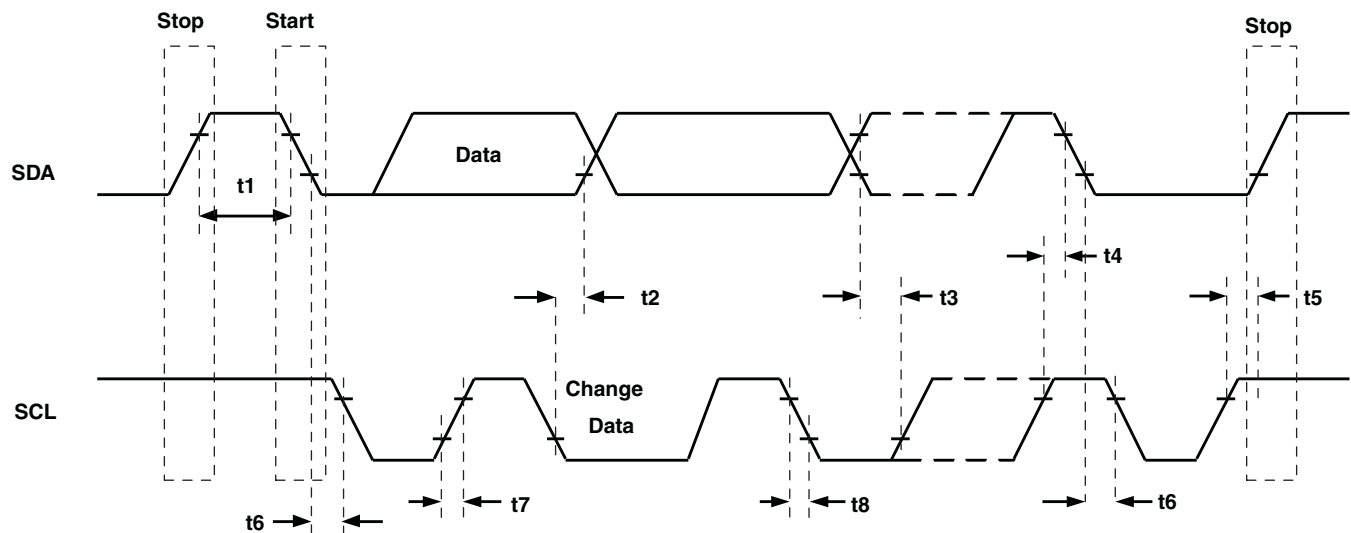 Stop
Start
Stop
SDA
Data
t1
t4
t2
t3
t5
SCL
Change
Data
t6
t7
t8
t6